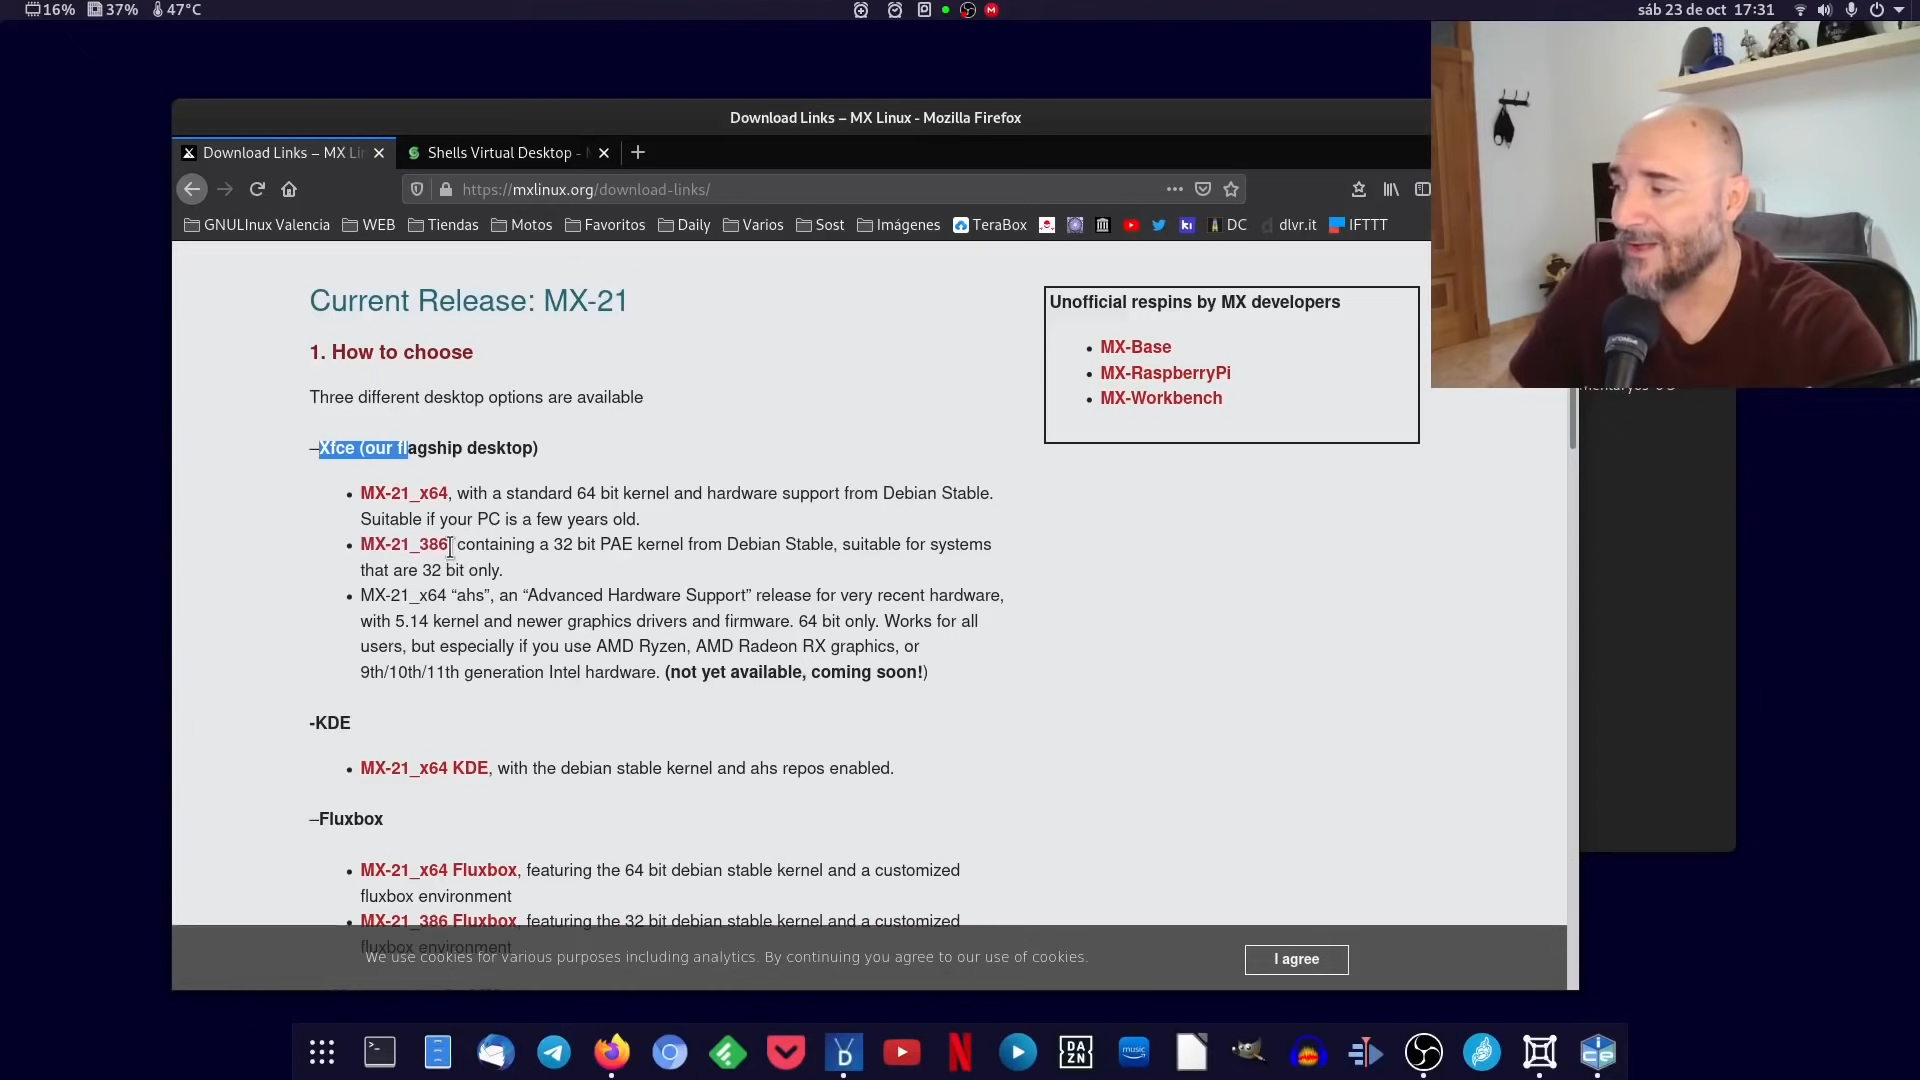 16% 37% 47°C
sáb 23 de oct 17:31
Download Links – MX Linux - Mozilla Firefox
Download Links – MX Li
Shells Virtual Desktop -
https://mxlinux.org/download-links/
GNULInux Valencia WEB Tiendas Motos Favoritos Daily Varios Sost Imágenes TeraBox ki DC dlvr.it IFTTT
Current Release: MX-21
1. How to choose
Three different desktop options are available
–Xfce (our flagship desktop)
• MX-21_x64, with a standard 64 bit kernel and hardware support from Debian Stable.
Suitable if your PC is a few years old.
• MX-21_386, containing a 32 bit PAE kernel from Debian Stable, suitable for systems
that are 32 bit only.
• MX-21_x64 “ahs”, an “Advanced Hardware Support” release for very recent hardware,
with 5.14 kernel and newer graphics drivers and firmware. 64 bit only. Works for all
users, but especially if you use AMD Ryzen, AMD Radeon RX graphics, or
9th/10th/11th generation Intel hardware. (not yet available, coming soon!)
-KDE
• MX-21_x64 KDE, with the debian stable kernel and ahs repos enabled.
–Fluxbox
• MX-21_x64 Fluxbox, featuring the 64 bit debian stable kernel and a customized
fluxbox environment
• MX-21_386 Fluxbox, featuring the 32 bit debian stable kernel and a customized
fluxbox environment
Unofficial respins by MX developers
• MX-Base
• MX-RaspberryPi
• MX-Workbench
We use cookies for various purposes including analytics. By continuing you agree to our use of cookies.
I agree
DA
ZN
music
ice